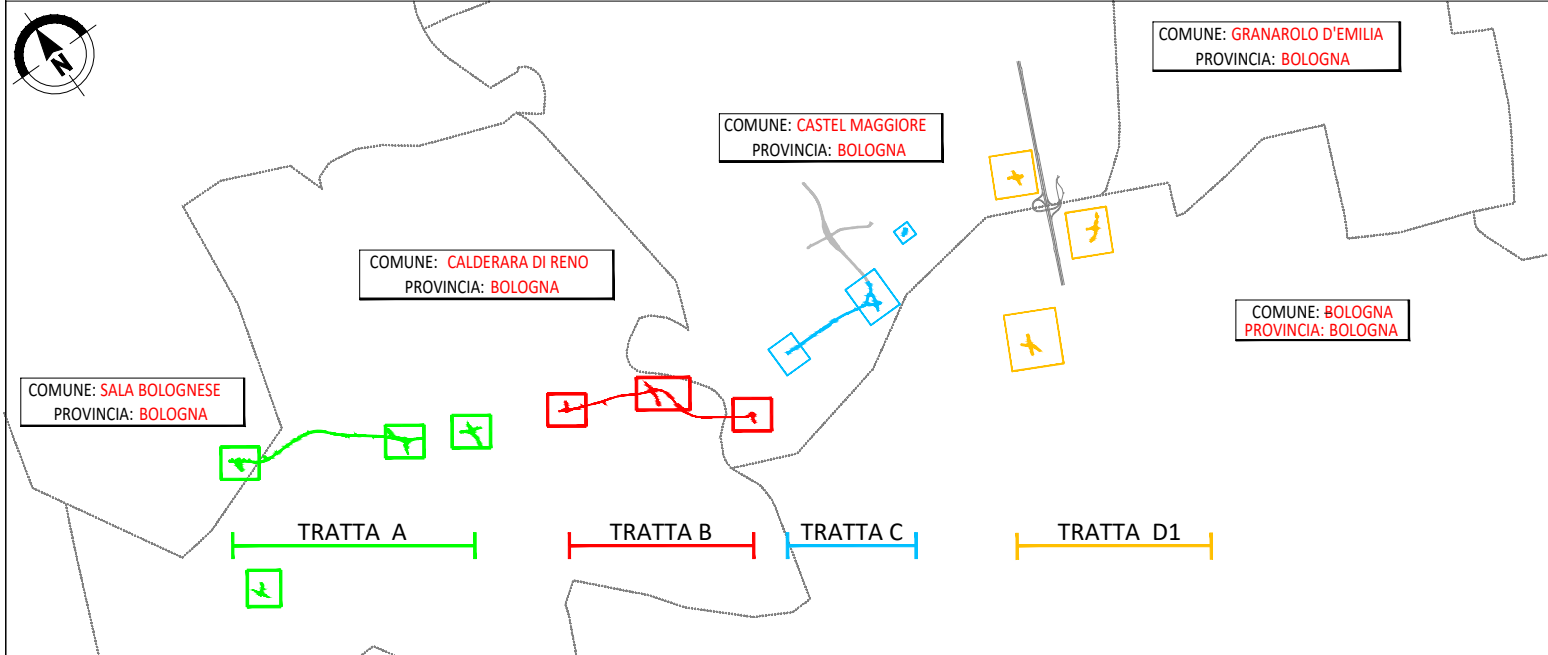 N
COMUNE: GRANAROLO D'EMILIA
PROVINCIA: BOLOGNA
COMUNE: CASTEL MAGGIORE
PROVINCIA: BOLOGNA
COMUNE: CALDERARA DI RENO
PROVINCIA: BOLOGNA
COMUNE: BOLOGNA
PROVINCIA: BOLOGNA
COMUNE: SALA BOLOGNESE
PROVINCIA: BOLOGNA
TRATTA A
TRATTA B
TRATTA C
TRATTA D1